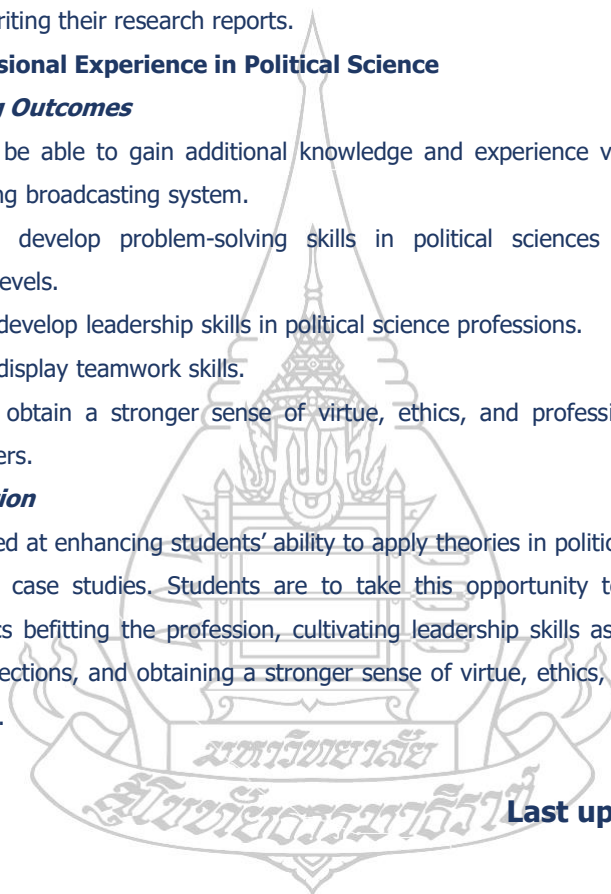 riting their research reports.
sional Experience in Political Science
g Outcomes
be able to gain additional knowledge and experience v
ng broadcasting system.
develop problem-solving skills in political sciences
evels.
develop leadership skills in political science professions.
display teamwork skills.
obtain a stronger sense of virtue, ethics, and professi
ers.
ion
ed at enhancing students’ ability to apply theories in politic
case studies. Students are to take this opportunity t
cs befitting the profession, cultivating leadership skills as
ections, and obtaining a stronger sense of virtue, ethics,
.
มหาวิทยาลัย
สุโขทัยธรรมาธิราช
Last up